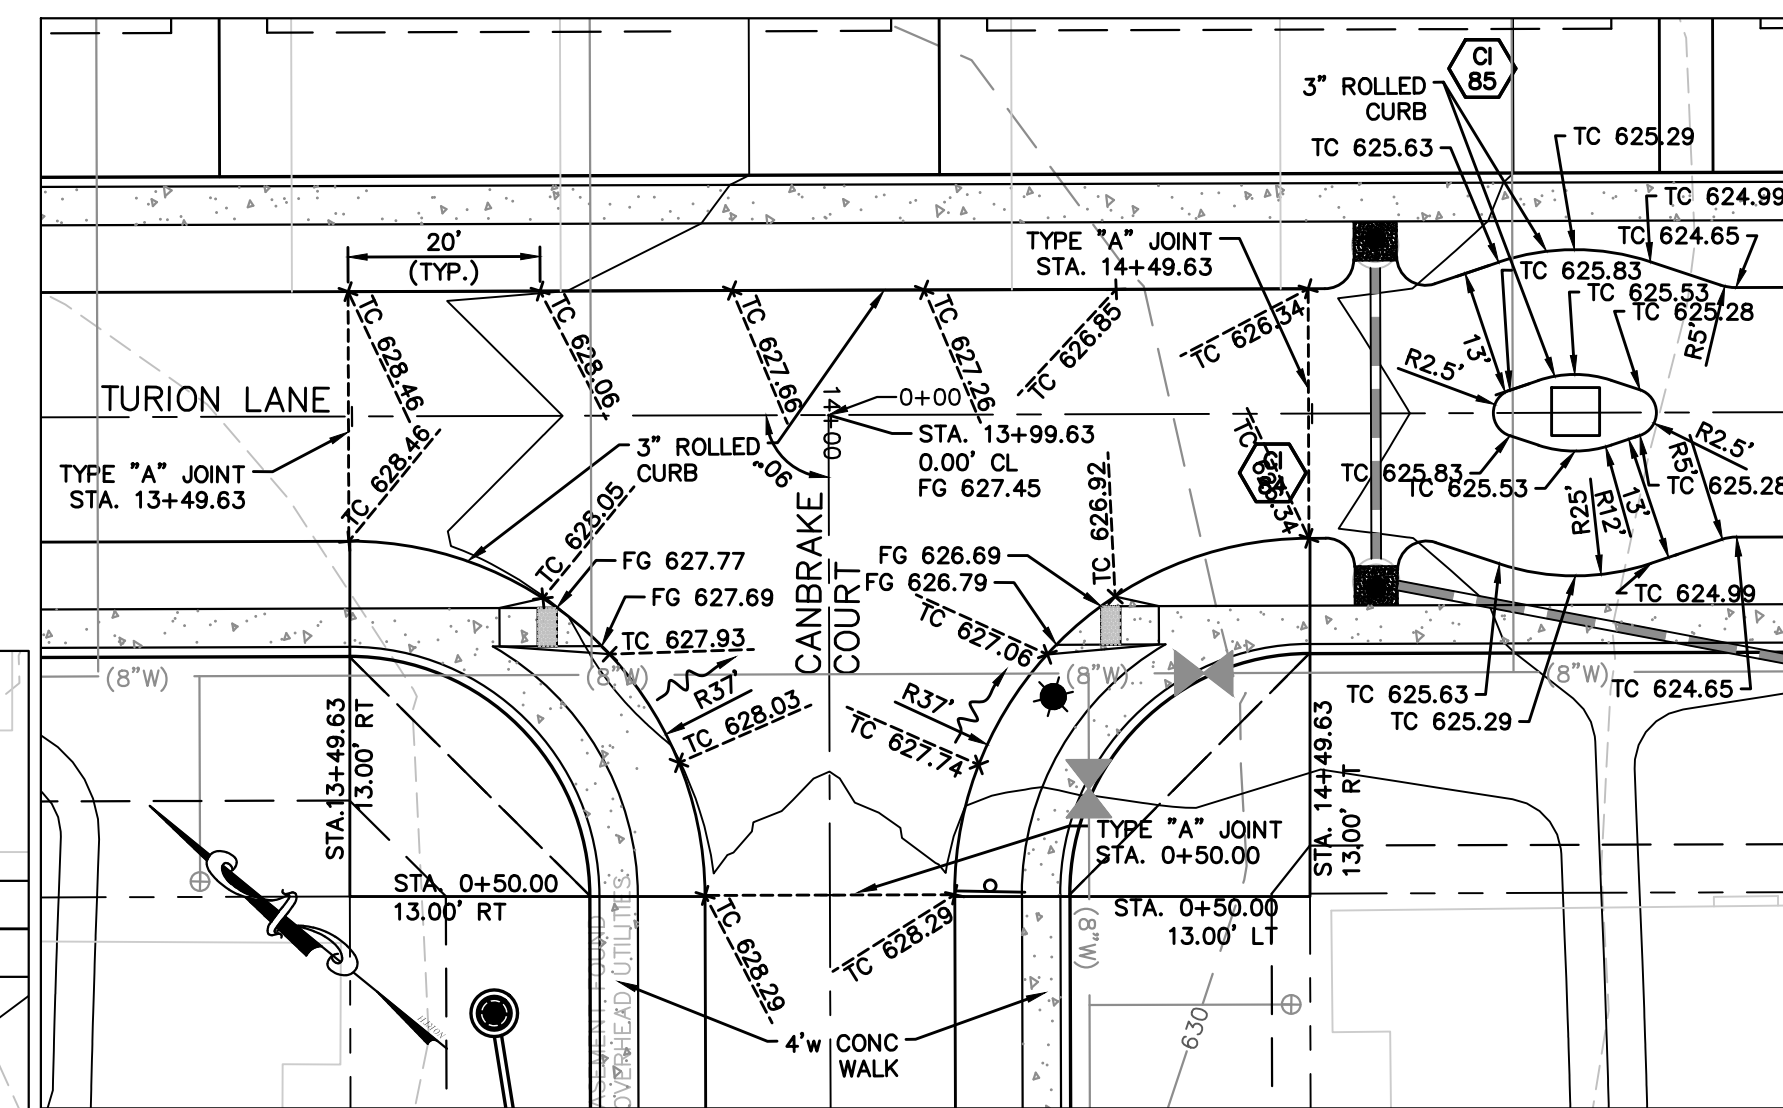 CI
85
3" ROLLED
CURB
TC 625.63
TC 625.29
TC 624.99
TC 624.65
20'
(TYP.)
TYPE "A" JOINT
STA. 14+49.63
TC 625.83
TC 625.53
TC 625.28
TC 628.46
TC 628.06
TC 627.66
TC 627.26
TC 626.85
TC 626.34
13'
R2.5'
R5'
TURION LANE
14+00
0+00
STA. 13+99.63
0.00' CL
FG 627.45
3" ROLLED
CURB
90°
TYPE "A" JOINT
STA. 13+49.63
TC 628.46
TC 628.05
TC 626.92
CI
TC 625.83
TC 625.53
R2.5'
R5'
TC 625.28
R25'
R12'
13'
CANBRAKE
COURT
FG 627.77
FG 627.69
TC 627.93
FG 626.69
FG 626.79
TC 627.06
TC 624.99
TC 624.65
TC 625.63
TC 625.29
(8"W)
(8"W)
(8"W)
(8"W)
R37'
TC 628.03
R37'
TC 627.74
STA.13+49.63
13.00' RT
STA. 14+49.63
13.00' RT
TYPE "A" JOINT
STA. 0+50.00
STA. 0+50.00
13.00' RT
STA. 0+50.00
13.00' LT
TC 628.29
TC 628.29
(8"W)
4'w CONC
WALK
630
NORTH
OVERHEAD UTILITIES